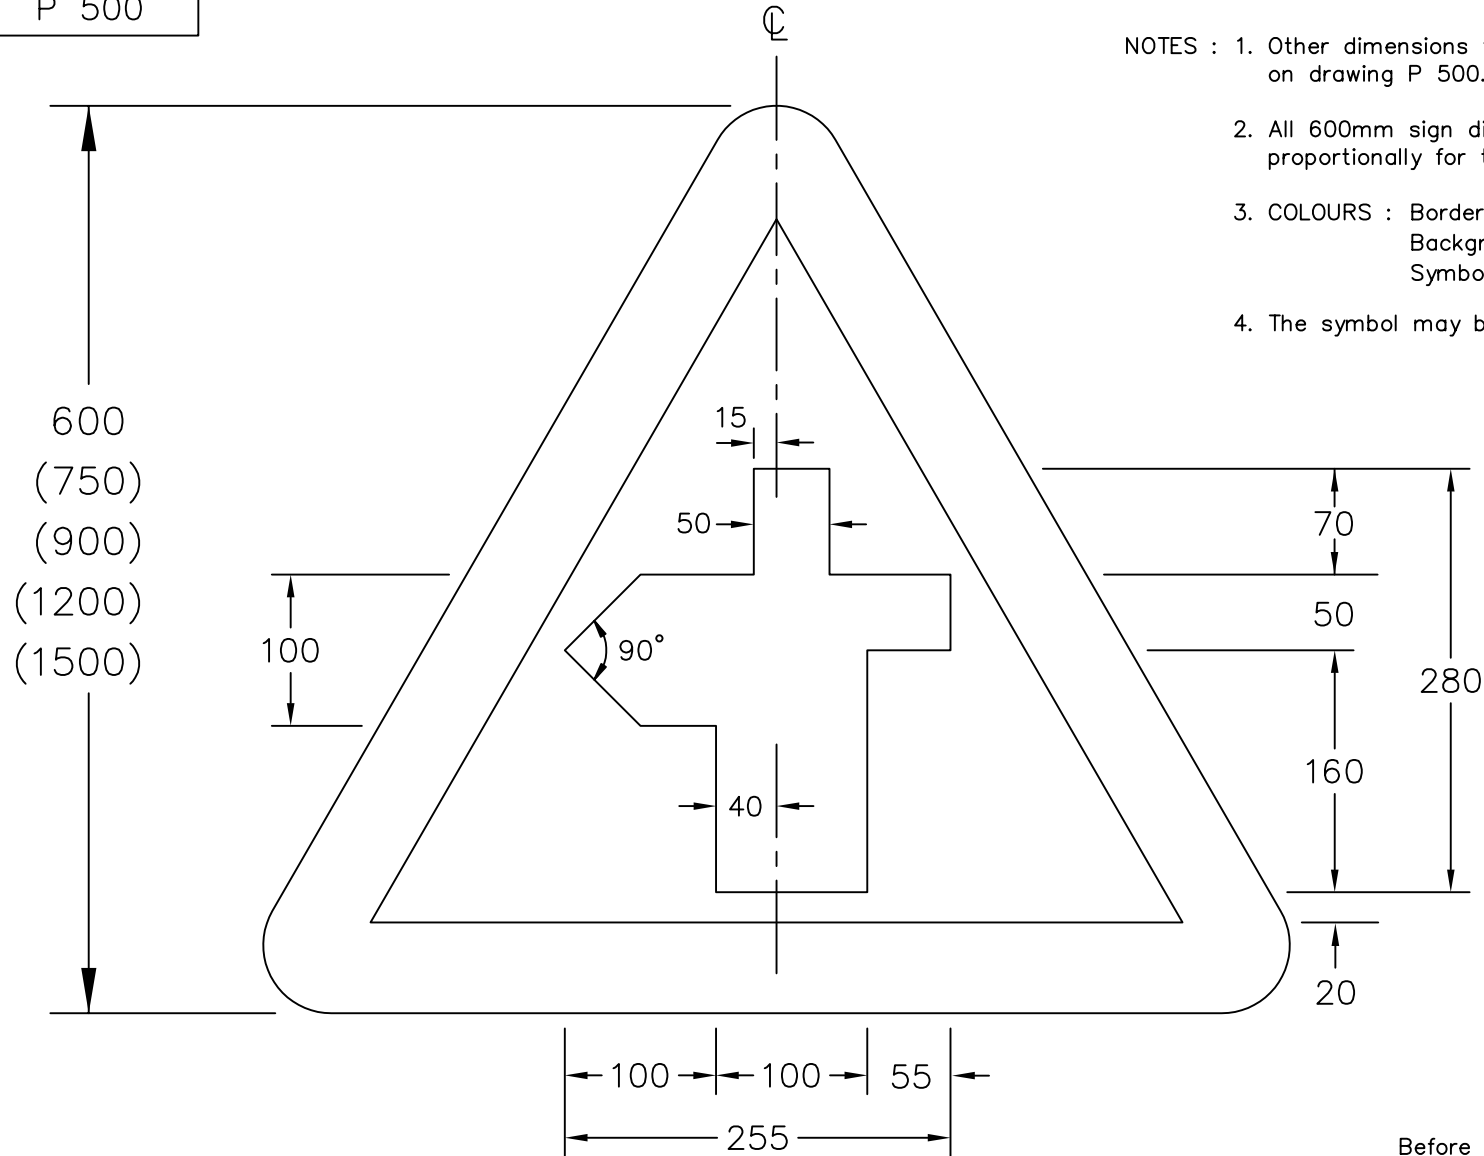 P 500
℄
NOTES : 1. Other dimensions
on drawing P 500.
2. All 600mm sign
proportionally for
3. COLOURS : Border
4. The symbol may
600
(750)
(900)
(1200)
(1500)
15
50
70
50
280
100
90°
160
40
20
100
100
55
255
Before